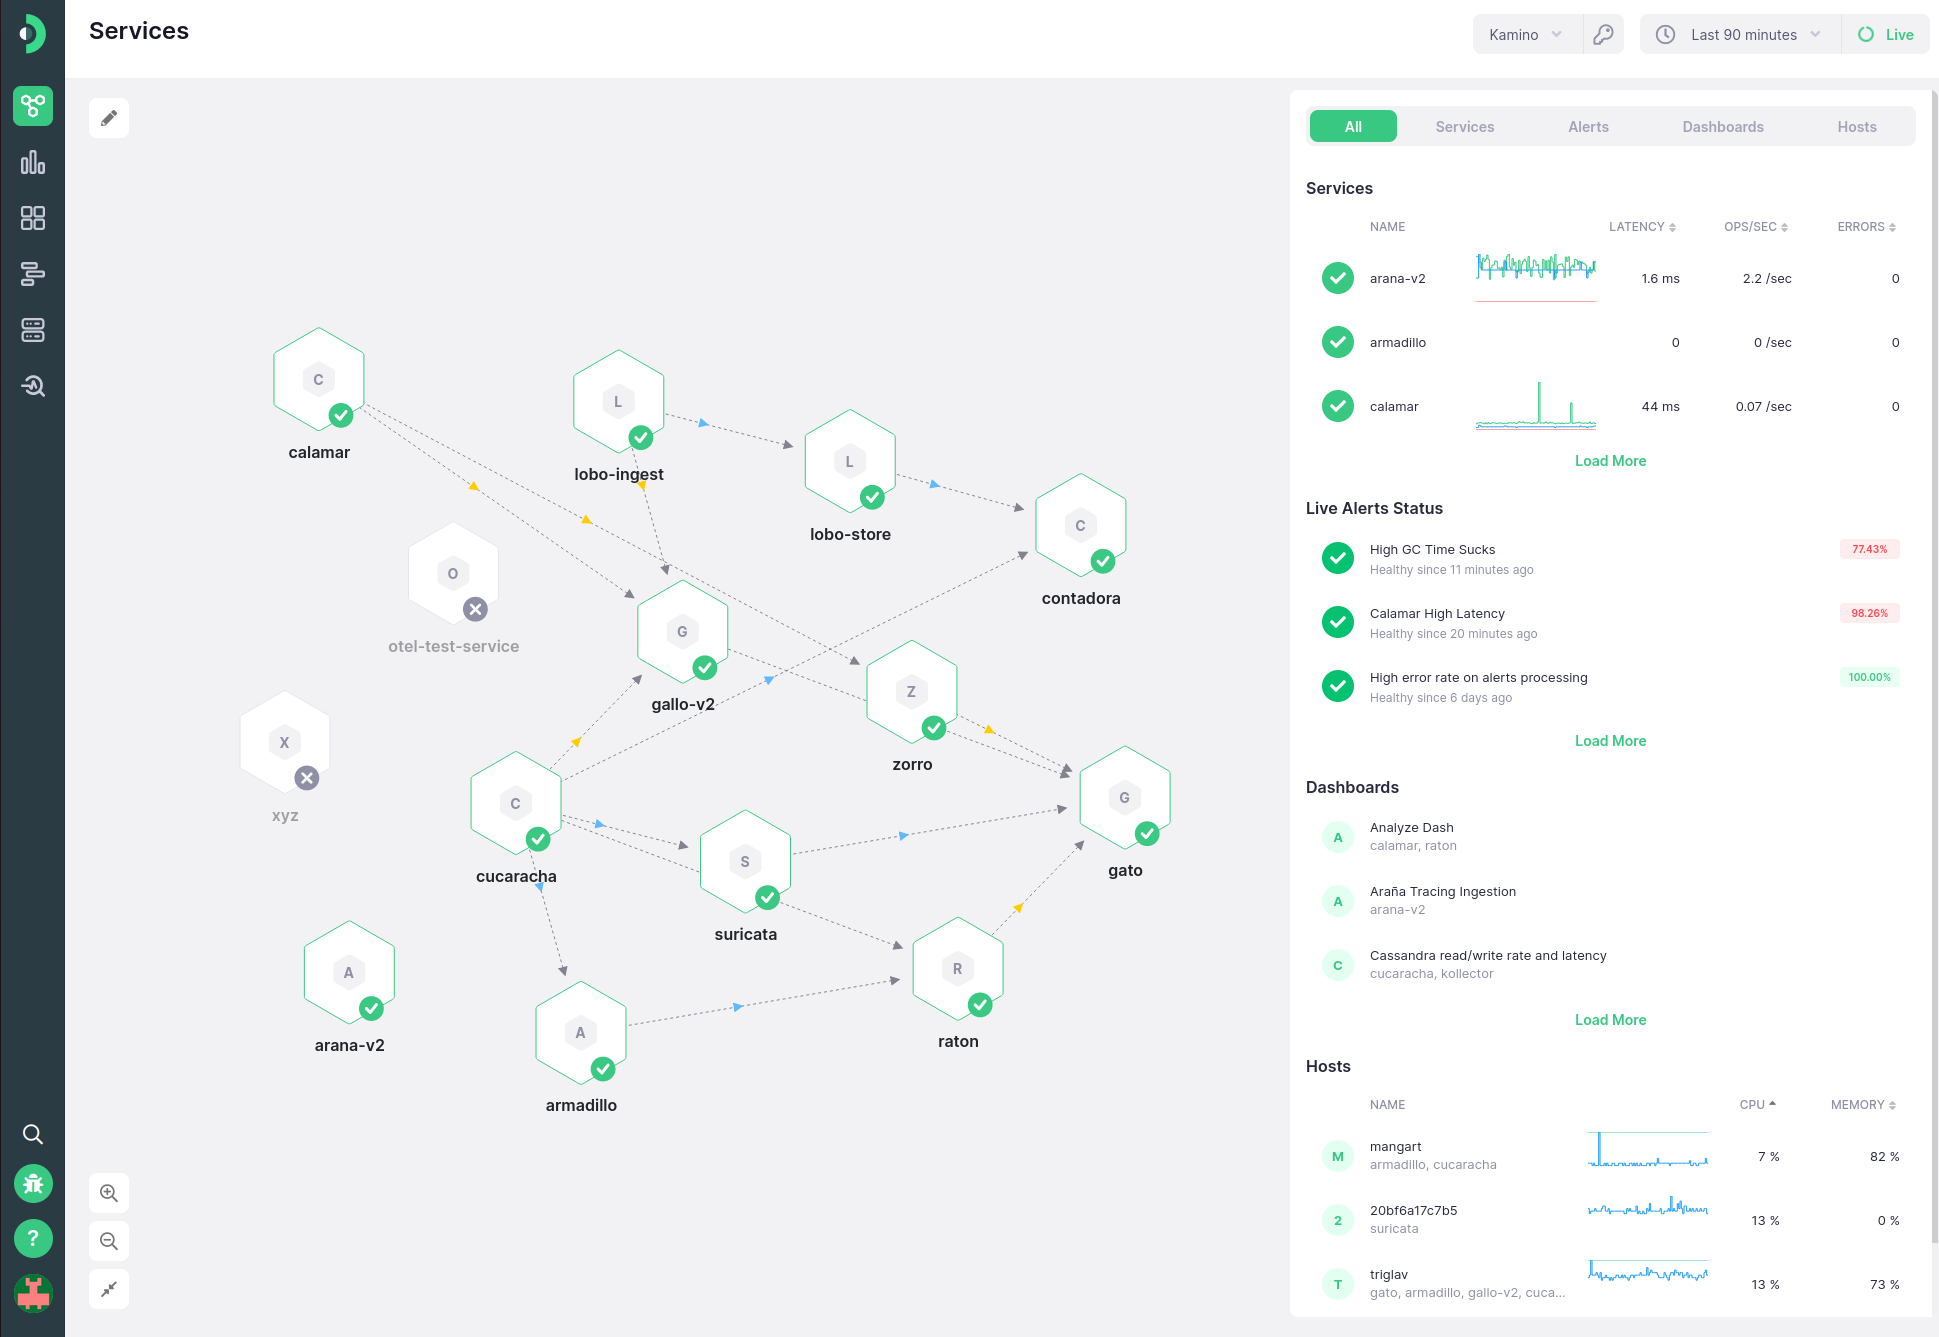 Services
Kamino
Last 90 minutes
Live
C
calamar
L
lobo-ingest
L
lobo-store
C
contadora
O
otel-test-service
G
gallo-v2
Z
zorro
X
xyz
C
cucaracha
S
suricata
G
gato
A
arana-v2
A
armadillo
R
raton
?
All Services Alerts Dashboards Hosts
Services
NAME LATENCY OPS/SEC ERRORS
arana-v2 1.6 ms 2.2 /sec 0
armadillo 0 0 /sec 0
calamar 44 ms 0.07 /sec 0
Load More
Live Alerts Status
High GC Time Sucks 77.43%
Healthy since 11 minutes ago
Calamar High Latency 98.26%
Healthy since 20 minutes ago
High error rate on alerts processing 100.00%
Healthy since 6 days ago
Load More
Dashboards
A Analyze Dash
calamar, raton
A Araña Tracing Ingestion
arana-v2
C Cassandra read/write rate and latency
cucaracha, kollector
Load More
Hosts
NAME CPU MEMORY
M mangart 7 % 82 %
armadillo, cucaracha
2 20bf6a17c7b5 13 % 0 %
suricata
T triglav 13 % 73 %
gato, armadillo, gallo-v2, cuca...